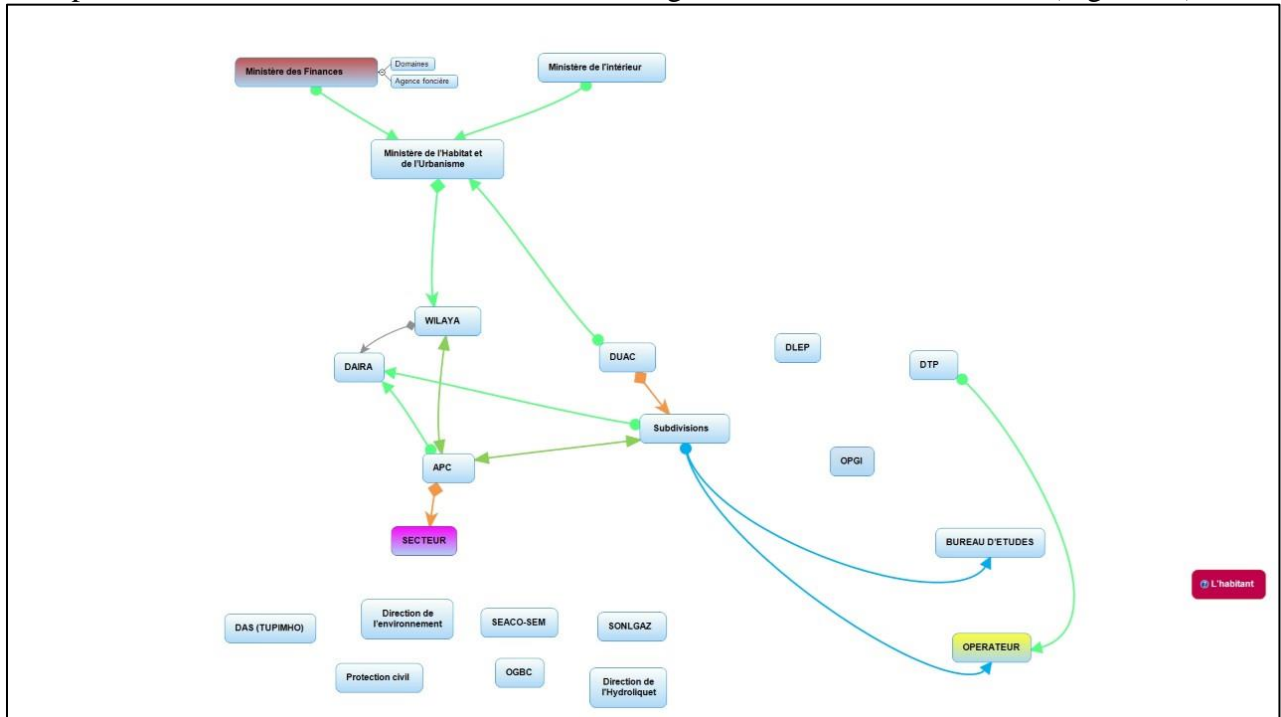 Ministère des Finances
Domaines
Agence foncière
Ministère de l'intérieur
Ministère de l'Habitat et
de l'Urbanisme
WILAYA
DAIRA
DUAC
DLEP
DTP
Subdivisions
APC
OPGI
SECTEUR
BUREAU D'ETUDES
L'habitant
DAS (TUPIMHO)
Direction de
l'environnement
SEACO-SEM
SONLGAZ
OPERATEUR
Protection civil
OGBC
Direction de
l'Hydroliquet